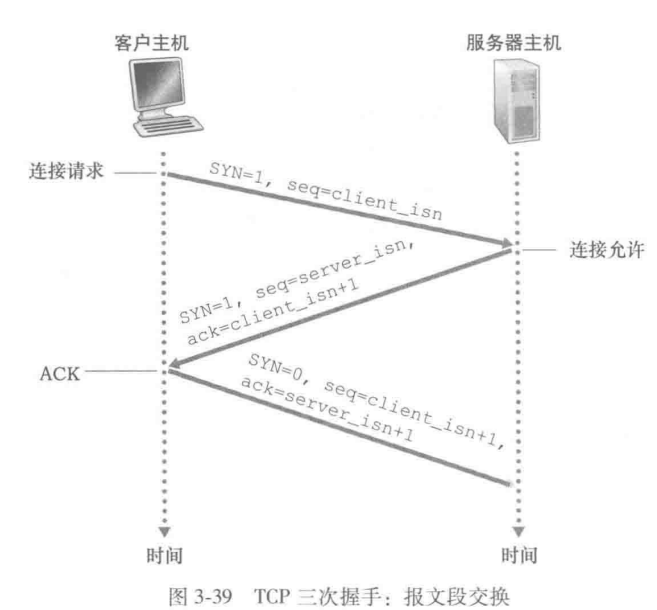 客户主机
服务器主机
连接请求
SYN=1, seq=client_isn
连接允许
SYN=1, seq=server_isn,
ack=client_isn+1
ACK
SYN=0, seq=client_isn+1,
ack=server_isn+1
时间
时间
图 3-39 TCP 三次握手：报文段交换